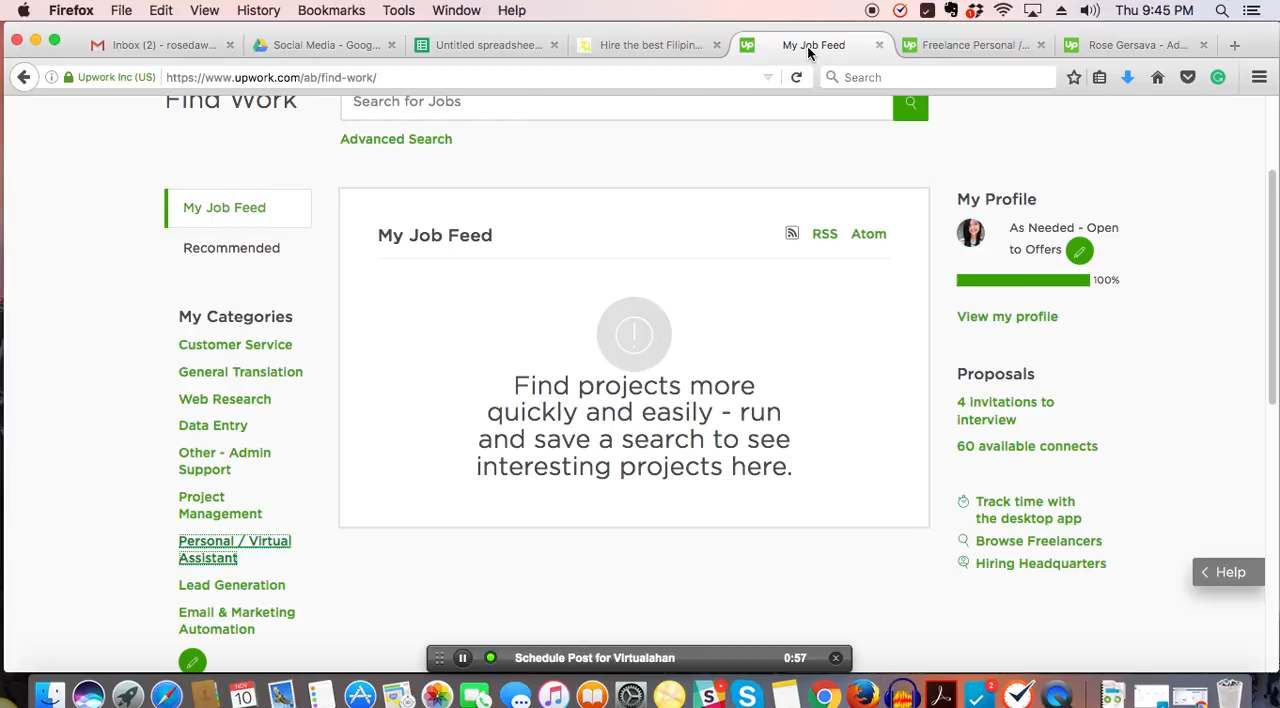 Firefox File Edit View History Bookmarks Tools Window Help Thu 9:45 PM
Inbox (2) - rosedaw... Social Media - Goog... Untitled Spreadshee... Hire the best Filipin... My Job Feed Freelance Personal /... Rose Gersava - Ad...
Upwork Inc (US) https://www.upwork.com/ab/find-work/ Search
Find Work Search for Jobs
Advanced Search
My Job Feed
Recommended
My Categories
Customer Service
General Translation
Web Research
Data Entry
Other - Admin
Support
Project
Management
Personal / Virtual
Assistant
Lead Generation
Email & Marketing
Automation
My Job Feed RSS Atom
Find projects more
quickly and easily - run
and save a search to see
interesting projects here.
My Profile
As Needed - Open
to Offers
100%
View my profile
Proposals
4 invitations to
interview
60 available connects
Track time with
the desktop app
Browse Freelancers
Hiring Headquarters
Help
Schedule Post for Virtualahan 0:57
NOV
10
2